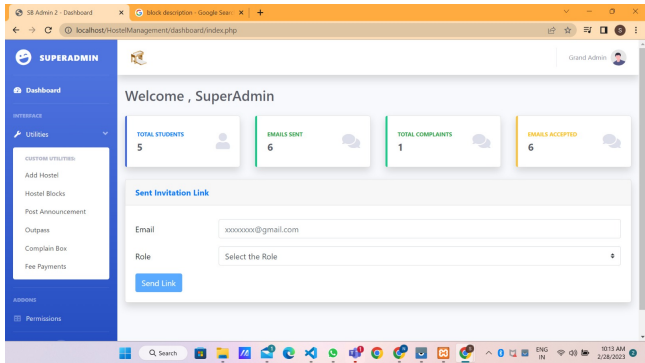 SB Admin 2 - Dashboard
block description - Google Searc
localhost/HostelManagement/dashboard/index.php
SUPERADMIN
Grand Admin
Dashboard
Welcome , SuperAdmin
INTERFACE
Utilities
TOTAL STUDENTS
5
EMAILS SENT
6
TOTAL COMPLAINTS
1
EMAILS ACCEPTED
6
CUSTOM UTILITIES:
Add Hostel
Hostel Blocks
Post Announcement
Outpass
Complain Box
Fee Payments
Sent Invitation Link
Email
xxxxxxxx@gmail.com
Role
Select the Role
Send Link
ADDONS
Permissions
Search
ENG
IN
10:13 AM
2/28/2023